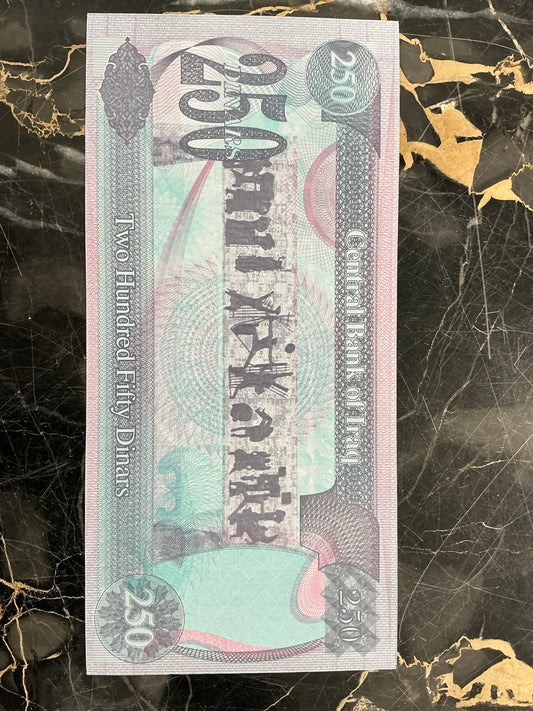 250
Central Bank of Iraq
250
250
DINARS
Two Hundred Fifty Dinars
250